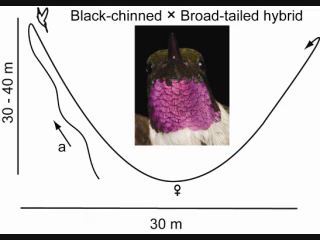 Black-chinned × Broad-tailed hybrid
30 - 40 m
a
♀
30 m